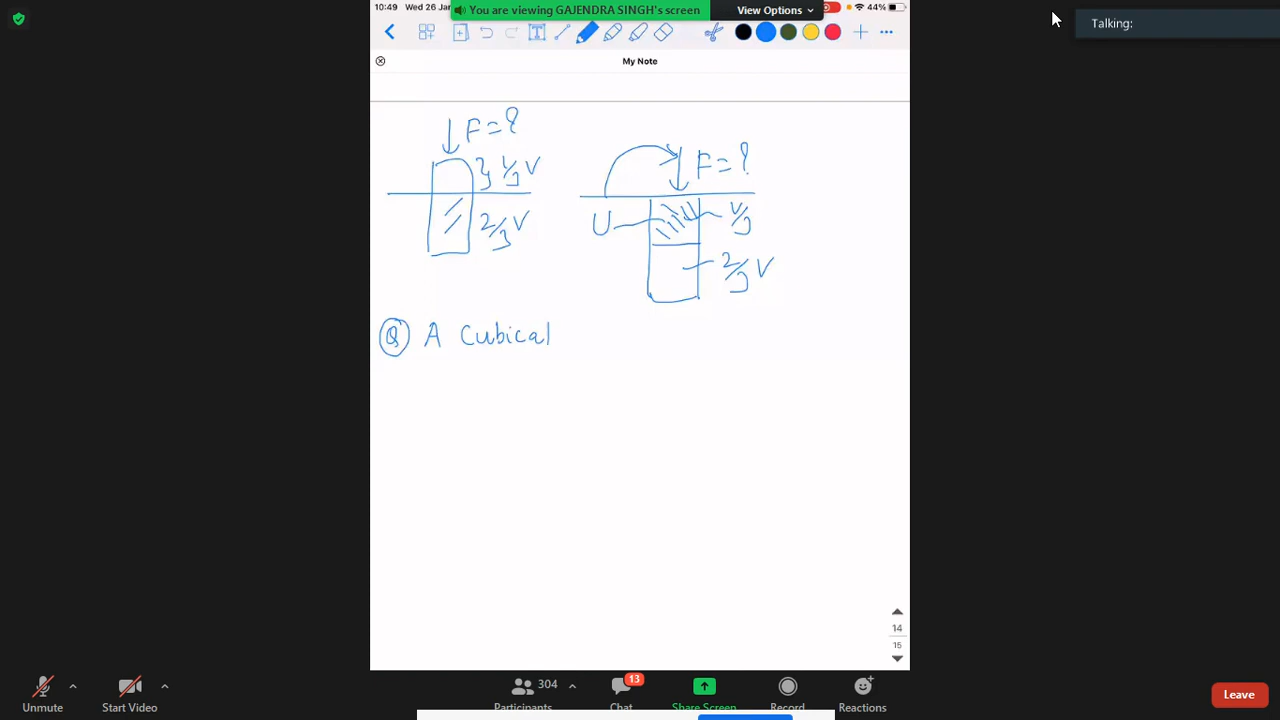 10:49 Wed 26 Jan
You are viewing GAJENDRA SINGH's screen
View Options
44%
Talking:
My Note
F=?
1/3 V
2/3 V
F=?
U
V/3
2/3 V
Q A Cubical
14
15
Unmute
Start Video
304
Participants
13
Chat
Share Screen
Record
Reactions
Leave